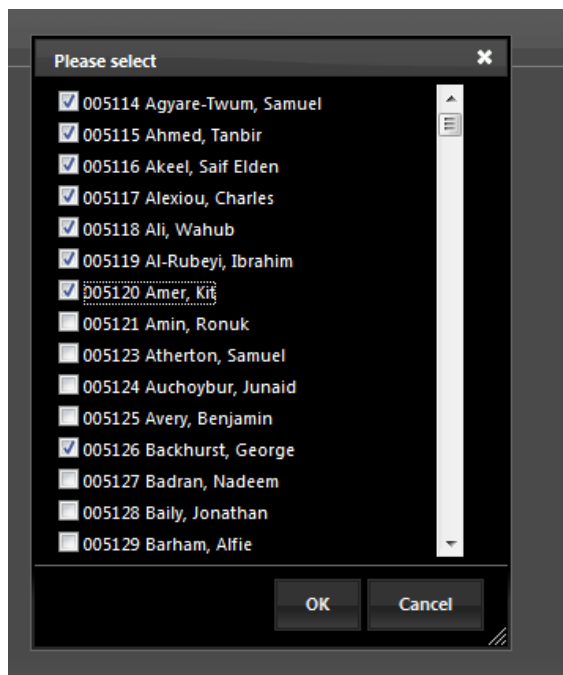 Please select
005114 Agyare-Twum, Samuel
005115 Ahmed, Tanbir
005116 Akeel, Saif Elden
005117 Alexiou, Charles
005118 Ali, Wahub
005119 Al-Rubeyi, Ibrahim
005120 Amer, Kit
005121 Amin, Ronuk
005123 Atherton, Samuel
005124 Auchoybur, Junaid
005125 Avery, Benjamin
005126 Backhurst, George
005127 Badran, Nadeem
005128 Baily, Jonathan
005129 Barham, Alfie
OK Cancel